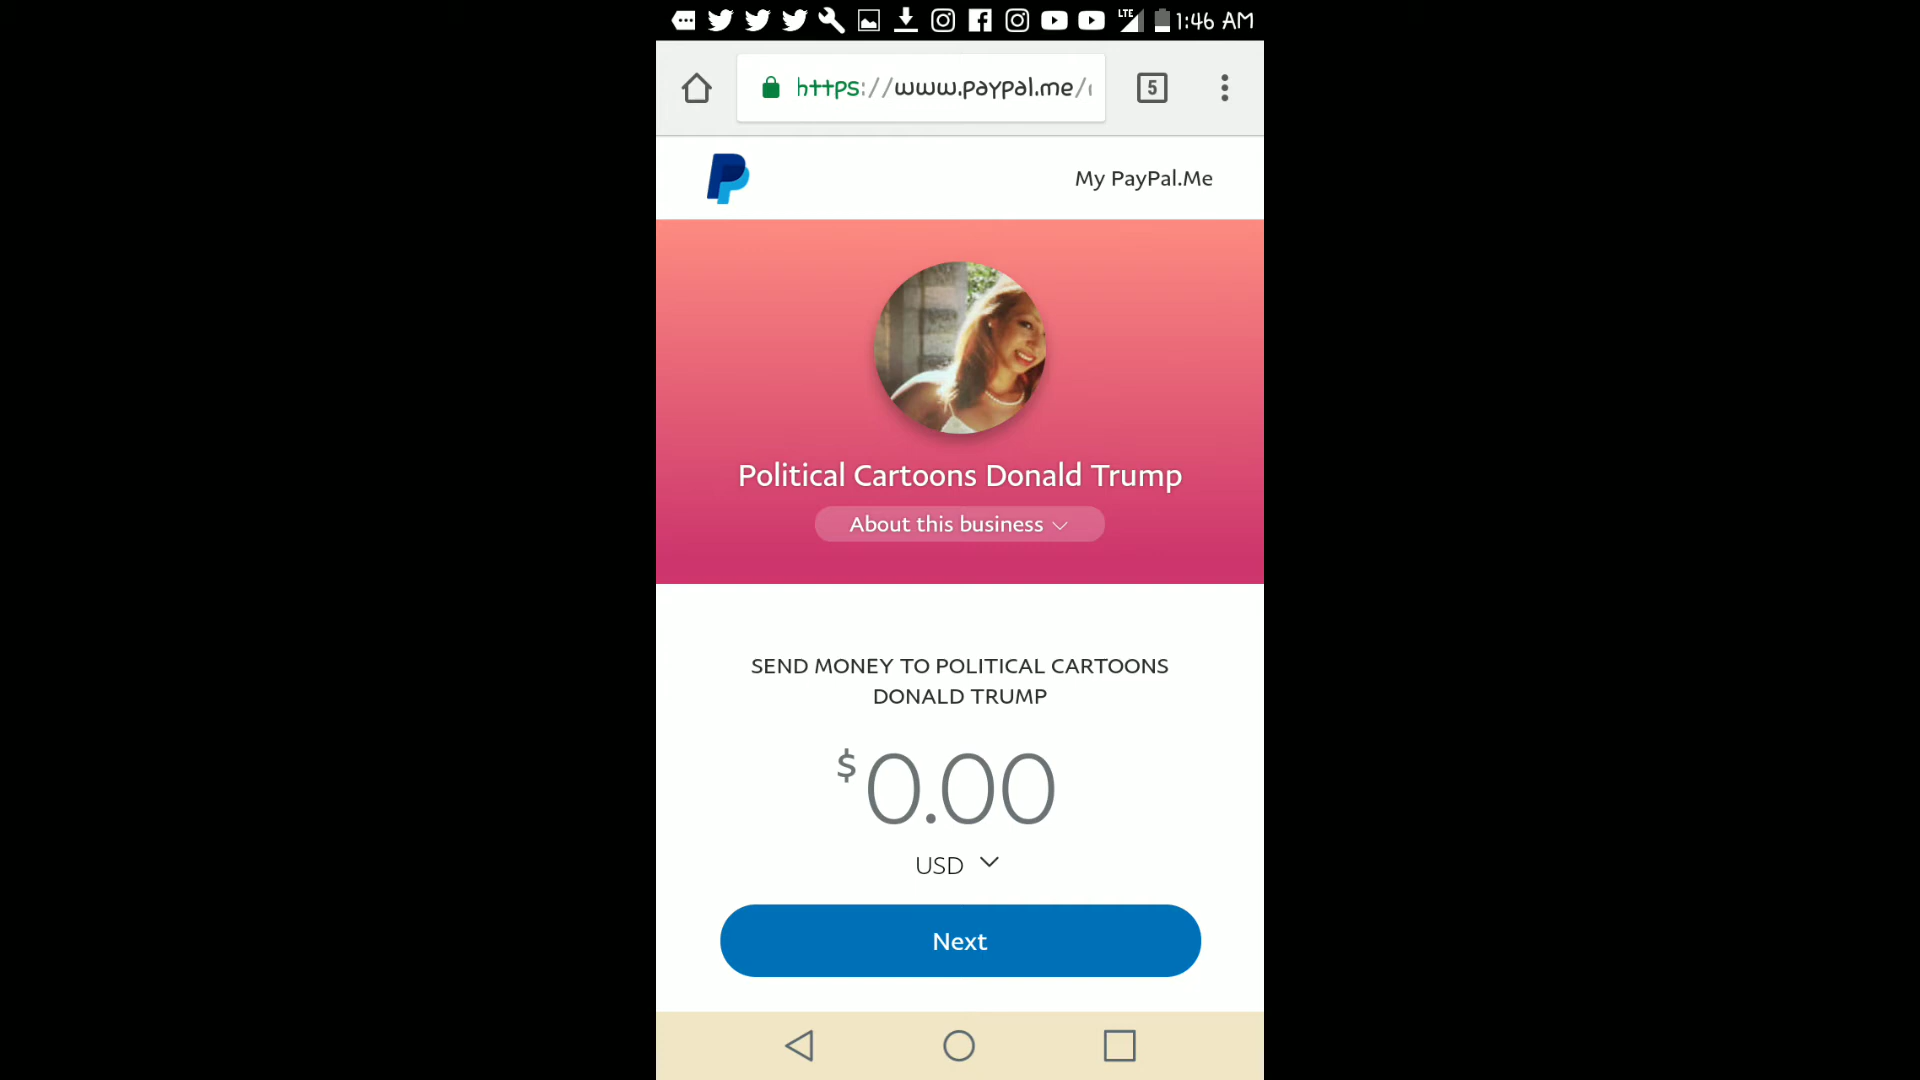 LTE 1:46 AM
https://www.paypal.me/
5
My PayPal.Me
Political Cartoons Donald Trump
About this business
SEND MONEY TO POLITICAL CARTOONS
DONALD TRUMP
$0.00
USD
Next